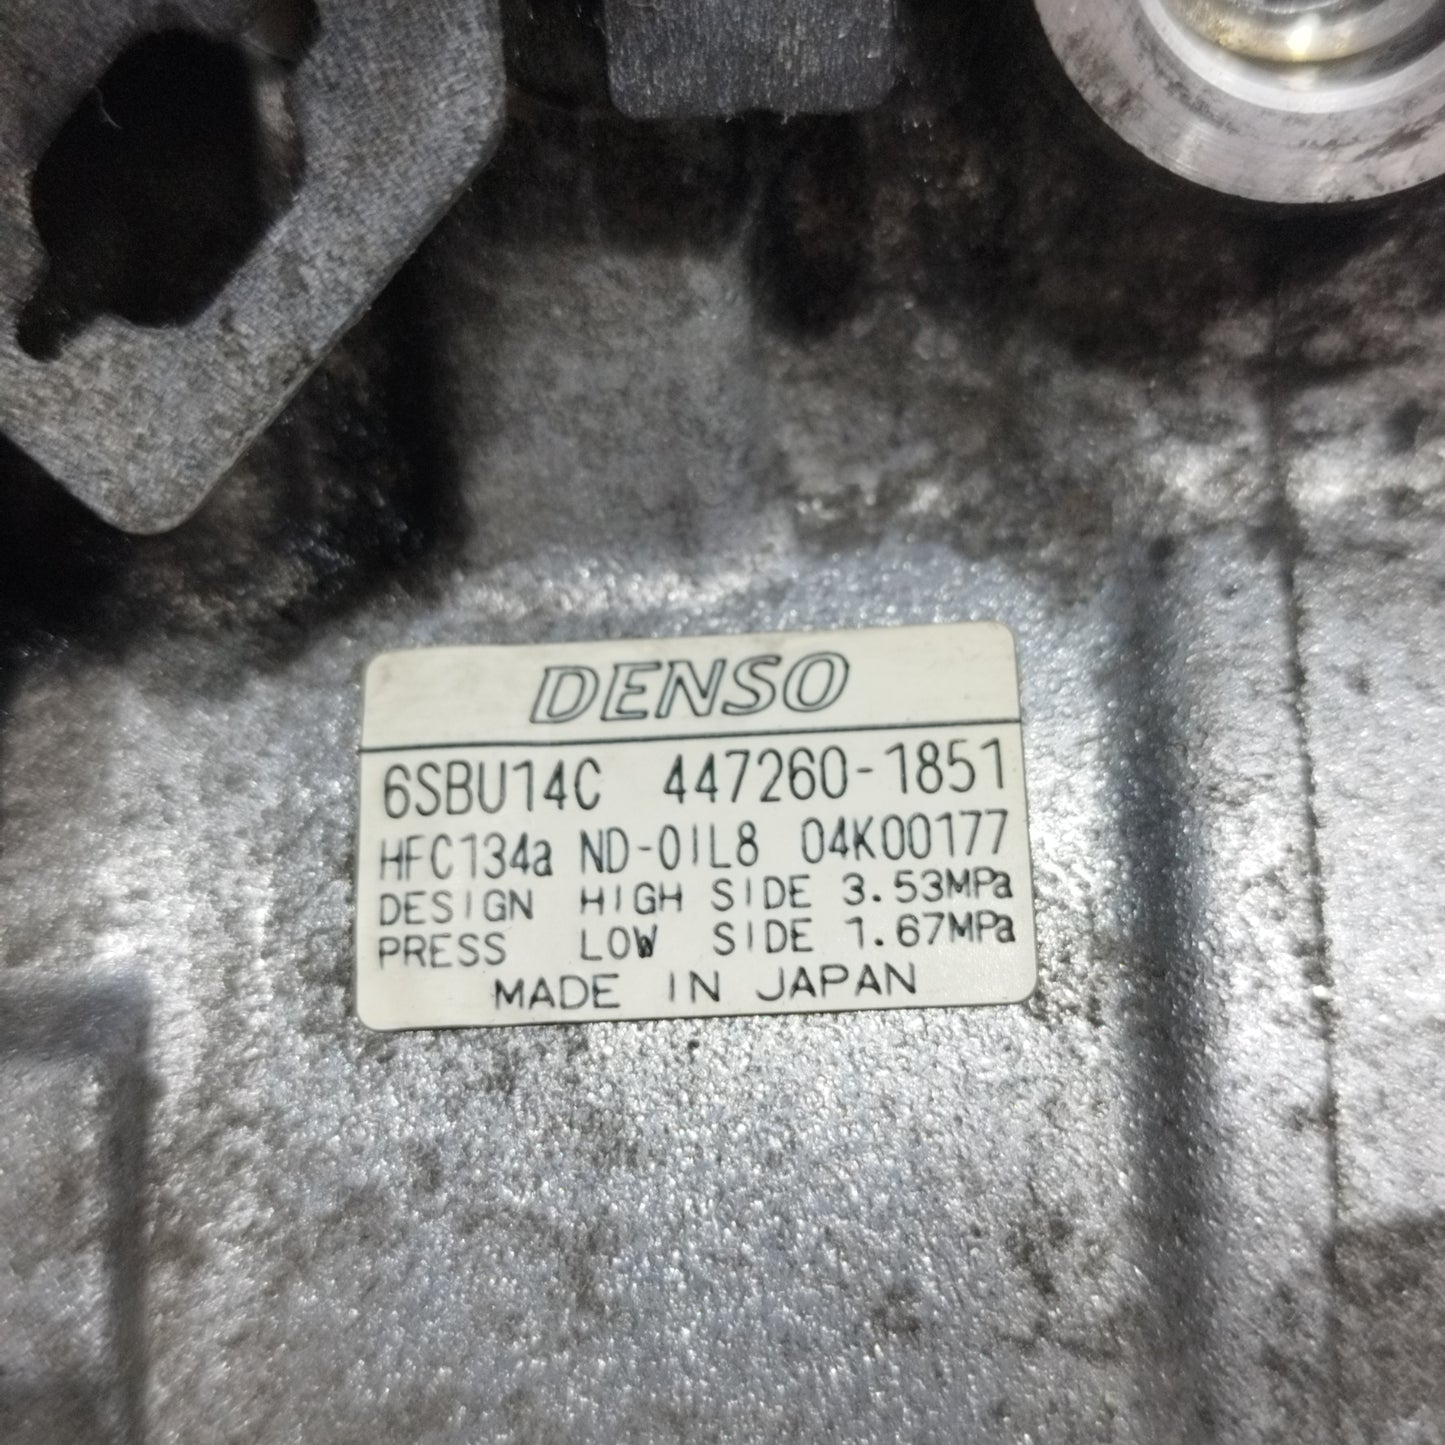 DENSO
6SBU14C 447260-1851
HFC134a ND-OIL8 04K00177
DESIGN HIGH SIDE 3.53MPa
PRESS LOW SIDE 1.67MPa
MADE IN JAPAN